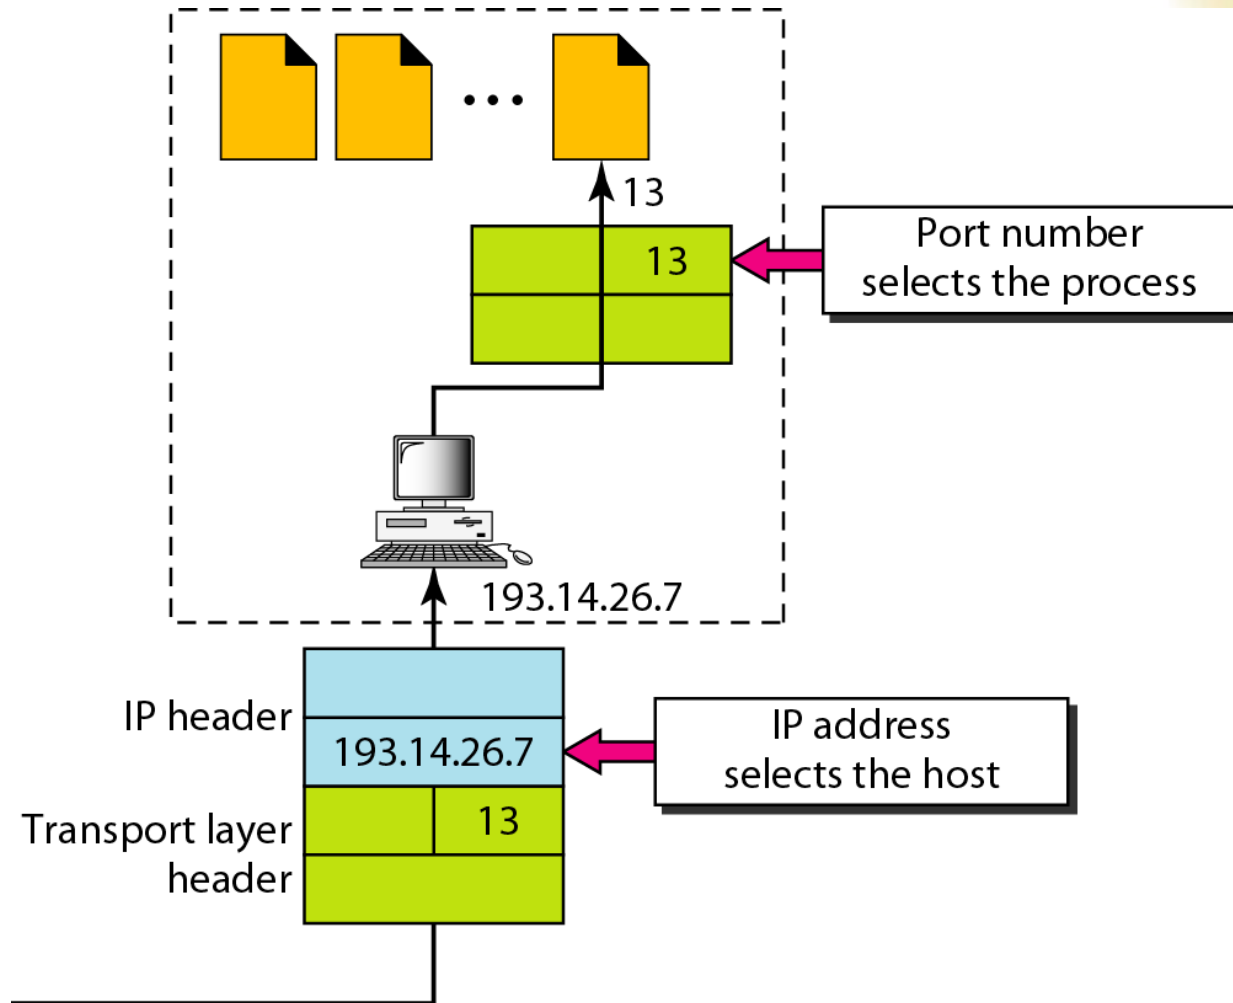 13
13
Port number
selects the process
193.14.26.7
IP header
193.14.26.7
IP address
selects the host
Transport layer
header
13